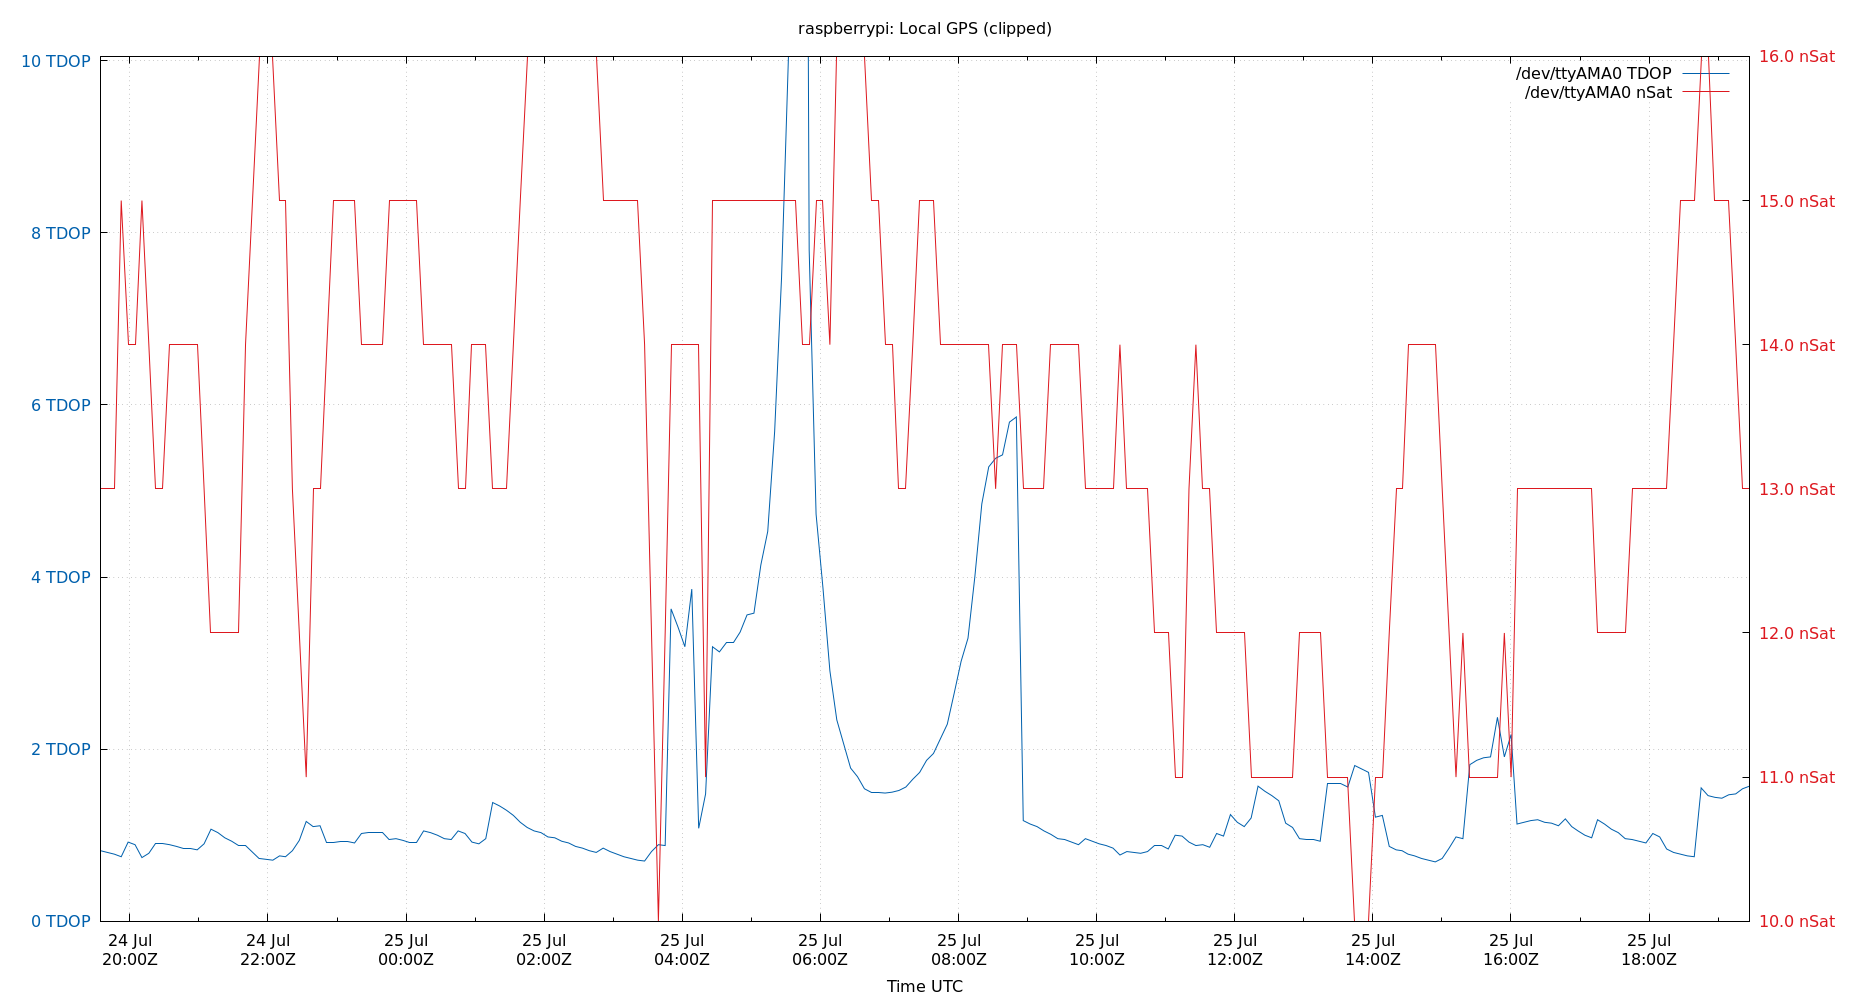 raspberrypi: Local GPS (clipped)
10 TDOP
8 TDOP
6 TDOP
4 TDOP
2 TDOP
0 TDOP
16.0 nSat
15.0 nSat
14.0 nSat
13.0 nSat
12.0 nSat
11.0 nSat
10.0 nSat
/dev/ttyAMA0 TDOP
/dev/ttyAMA0 nSat
24 Jul
20:00Z
24 Jul
22:00Z
25 Jul
00:00Z
25 Jul
02:00Z
25 Jul
04:00Z
25 Jul
06:00Z
25 Jul
08:00Z
25 Jul
10:00Z
25 Jul
12:00Z
25 Jul
14:00Z
25 Jul
16:00Z
25 Jul
18:00Z
Time UTC